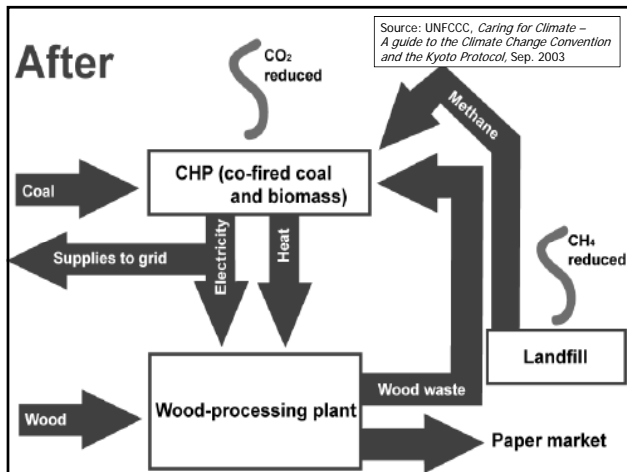 Source: UNFCCC, Caring for Climate –
A guide to the Climate Change Convention
and the Kyoto Protocol, Sep. 2003
After
CO₂
reduced
Methane
CHP (co-fired coal
and biomass)
Coal
Electricity
Heat
Supplies to grid
CH₄
reduced
Landfill
Wood-processing plant
Wood waste
Wood
Paper market